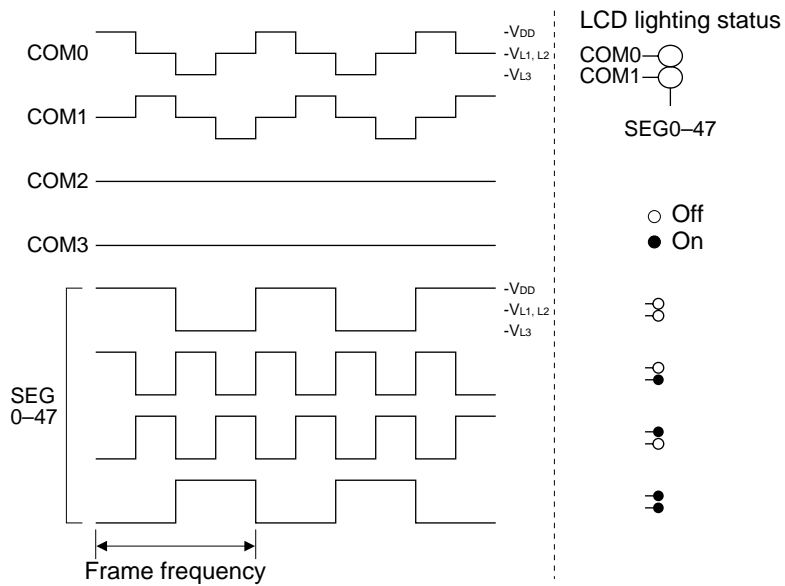 COM0
-VDD
-VL1, L2
-VL3
COM1
COM2
COM3
-VDD
-VL1, L2
-VL3
SEG
0–47
Frame frequency
LCD lighting status
COM0
COM1
SEG0–47
Off
On